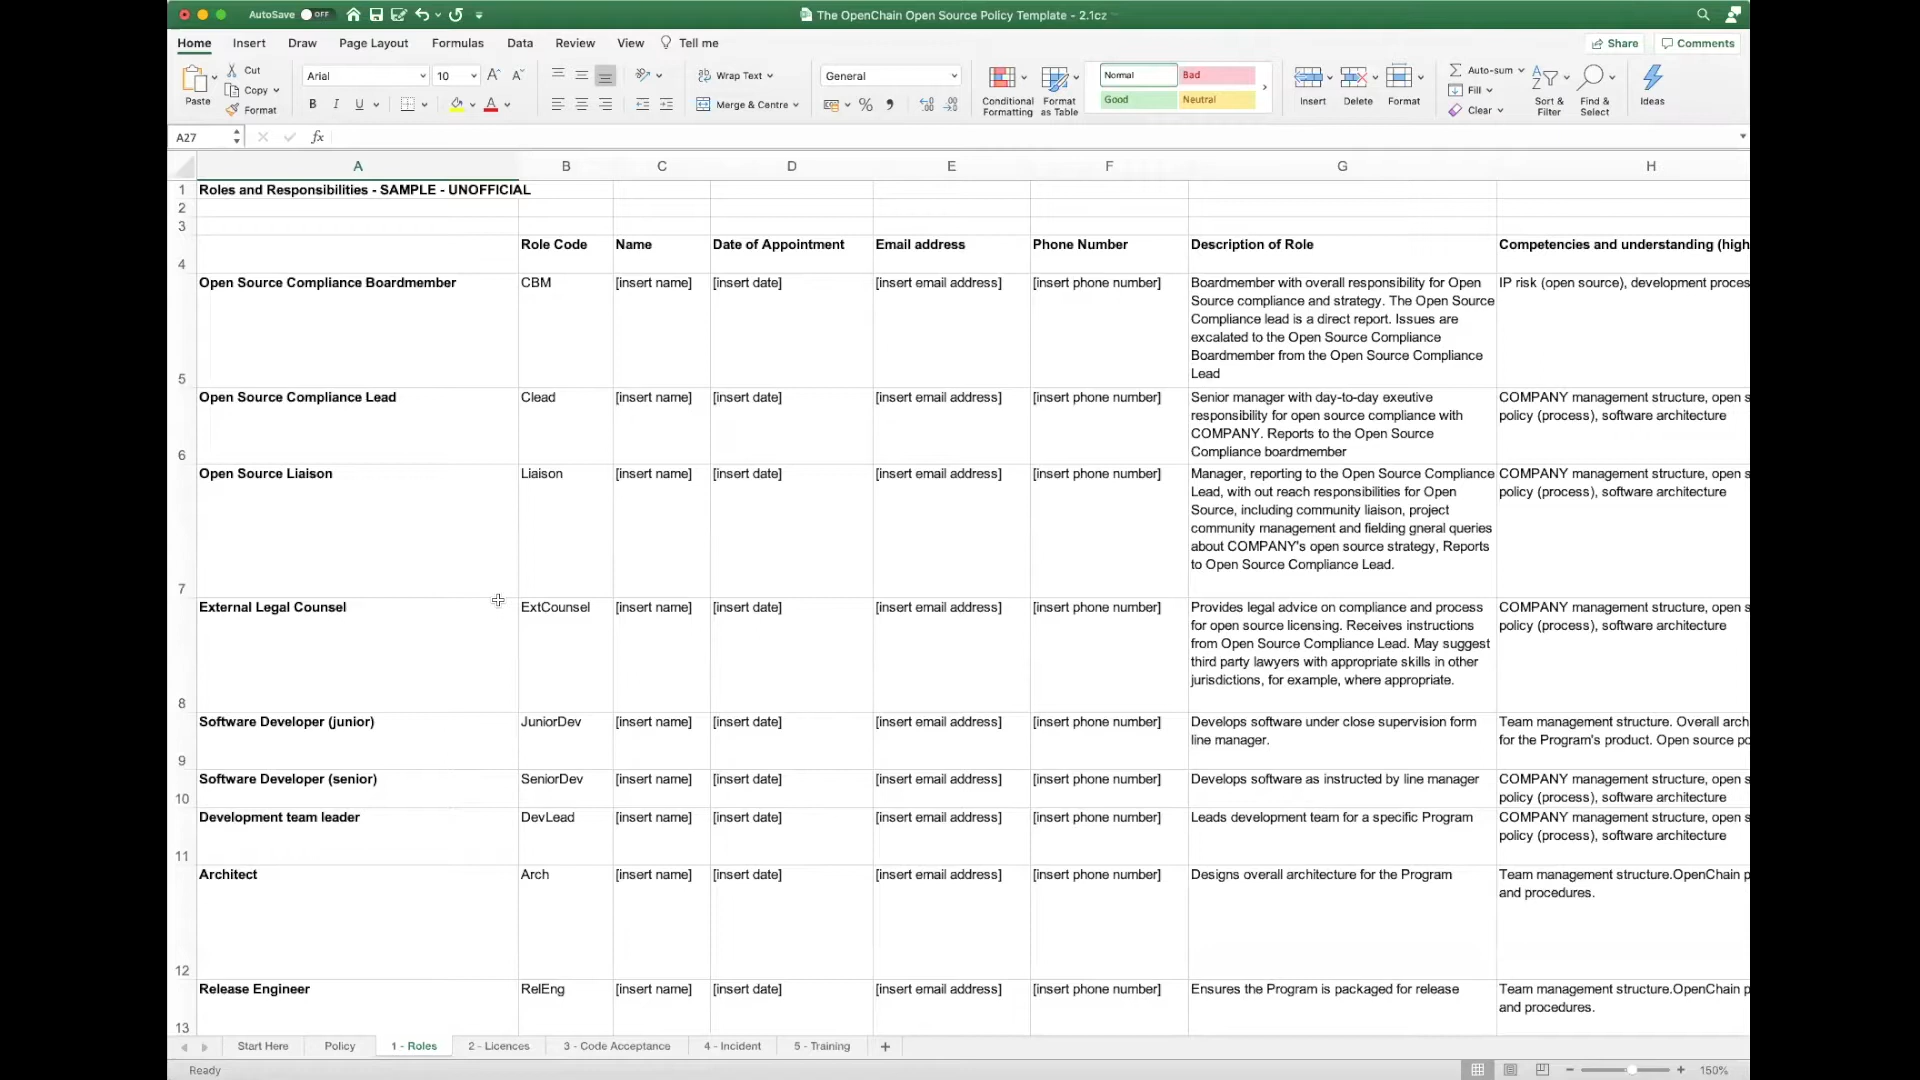 AutoSave OFF The OpenChain Open Source Policy Template - 2.1cz
Home Insert Draw Page Layout Formulas Data Review View Tell me Share Comments
Paste Cut Copy Format
Arial 10 A A
B I U A
Wrap Text
Merge & Centre
General
%
Conditional Formatting
Format as Table
Normal Bad
Good Neutral
Insert Delete Format
Auto-sum
Fill
Clear
Sort & Filter
Find & Select
Ideas
A27 fx
A B C D E F G H
1 Roles and Responsibilities - SAMPLE - UNOFFICIAL
2
3
4 Role Code Name Date of Appointment Email address Phone Number Description of Role Competencies and understanding (high
Open Source Compliance Boardmember CBM [insert name] [insert date] [insert email address] [insert phone number] Boardmember with overall responsibility for Open IP risk (open source), development proces
Source compliance and strategy. The Open Source
Compliance lead is a direct report. Issues are
excalated to the Open Source Compliance
Boardmember from the Open Source Compliance
5 Lead
Open Source Compliance Lead Clead [insert name] [insert date] [insert email address] [insert phone number] Senior manager with day-to-day exeutive COMPANY management structure, open s
responsibility for open source compliance with policy (process), software architecture
COMPANY. Reports to the Open Source
6 Compliance boardmember
Open Source Liaison Liaison [insert name] [insert date] [insert email address] [insert phone number] Manager, reporting to the Open Source Compliance COMPANY management structure, open s
Lead, with out reach responsibilities for Open policy (process), software architecture
Source, including community liaison, project
community management and fielding gneral queries
about COMPANY's open source strategy, Reports
to Open Source Compliance Lead.
7
External Legal Counsel ExtCounsel [insert name] [insert date] [insert email address] [insert phone number] Provides legal advice on compliance and process COMPANY management structure, open s
for open source licensing. Receives instructions policy (process), software architecture
from Open Source Compliance Lead. May suggest
third party lawyers with appropriate skills in other
jurisdictions, for example, where appropriate.
8
Software Developer (junior) JuniorDev [insert name] [insert date] [insert email address] [insert phone number] Develops software under close supervision form Team management structure. Overall arch
line manager. for the Program's product. Open source po
9
Software Developer (senior) SeniorDev [insert name] [insert date] [insert email address] [insert phone number] Develops software as instructed by line manager COMPANY management structure, open s
10 policy (process), software architecture
Development team leader DevLead [insert name] [insert date] [insert email address] [insert phone number] Leads development team for a specific Program COMPANY management structure, open s
policy (process), software architecture
11
Architect Arch [insert name] [insert date] [insert email address] [insert phone number] Designs overall architecture for the Program Team management structure.OpenChain p
and procedures.
12
Release Engineer RelEng [insert name] [insert date] [insert email address] [insert phone number] Ensures the Program is packaged for release Team management structure.OpenChain p
and procedures.
13
Start Here Policy 1 - Roles 2 - Licences 3 - Code Acceptance 4 - Incident 5 - Training +
Ready 150%